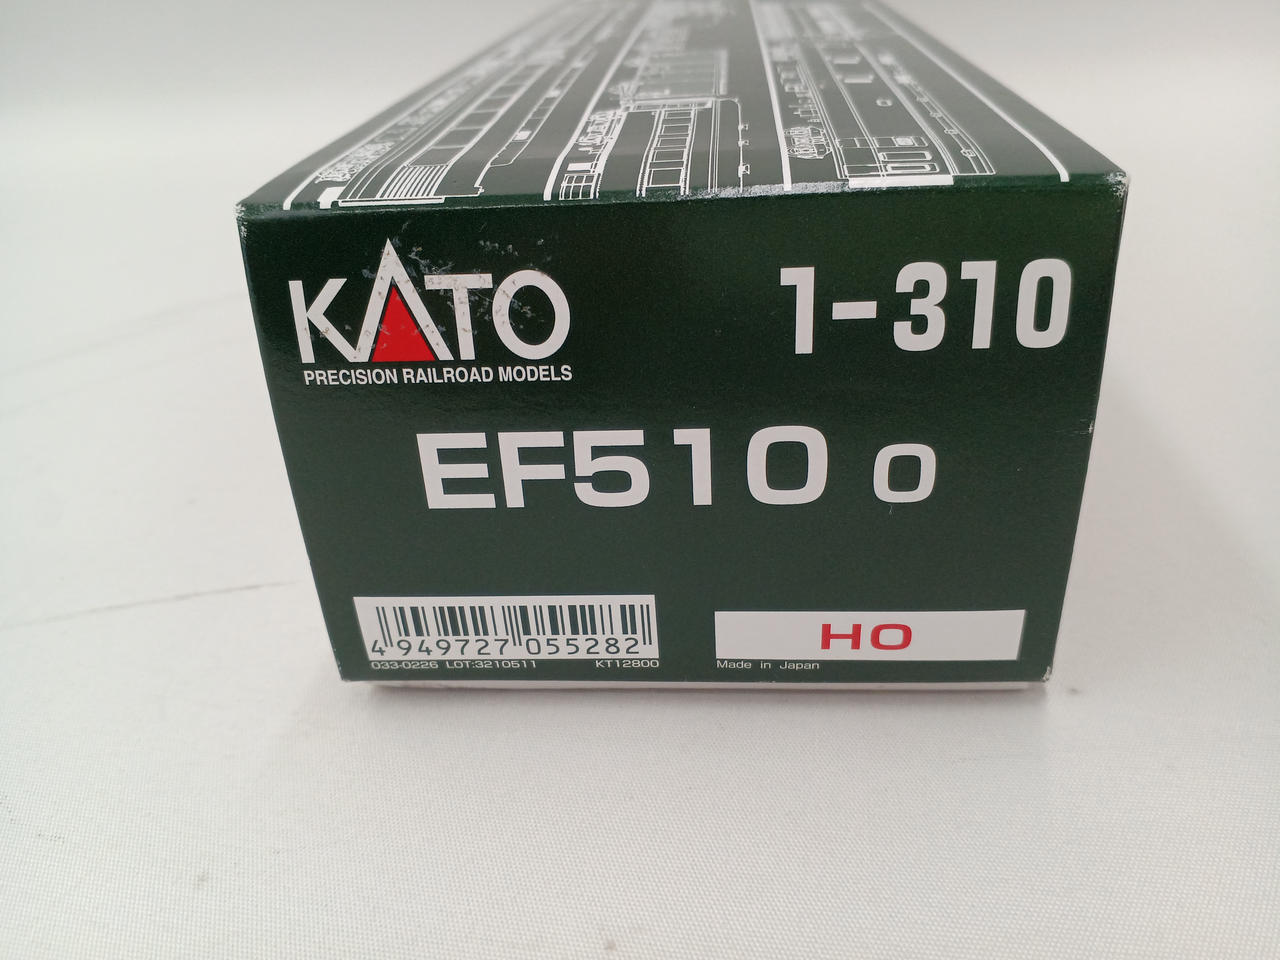 KATO
PRECISION RAILROAD MODELS
1-310
EF510 0
4 949727 055282
033-0226 LOT:3210511 KT12800
HO
Made in Japan